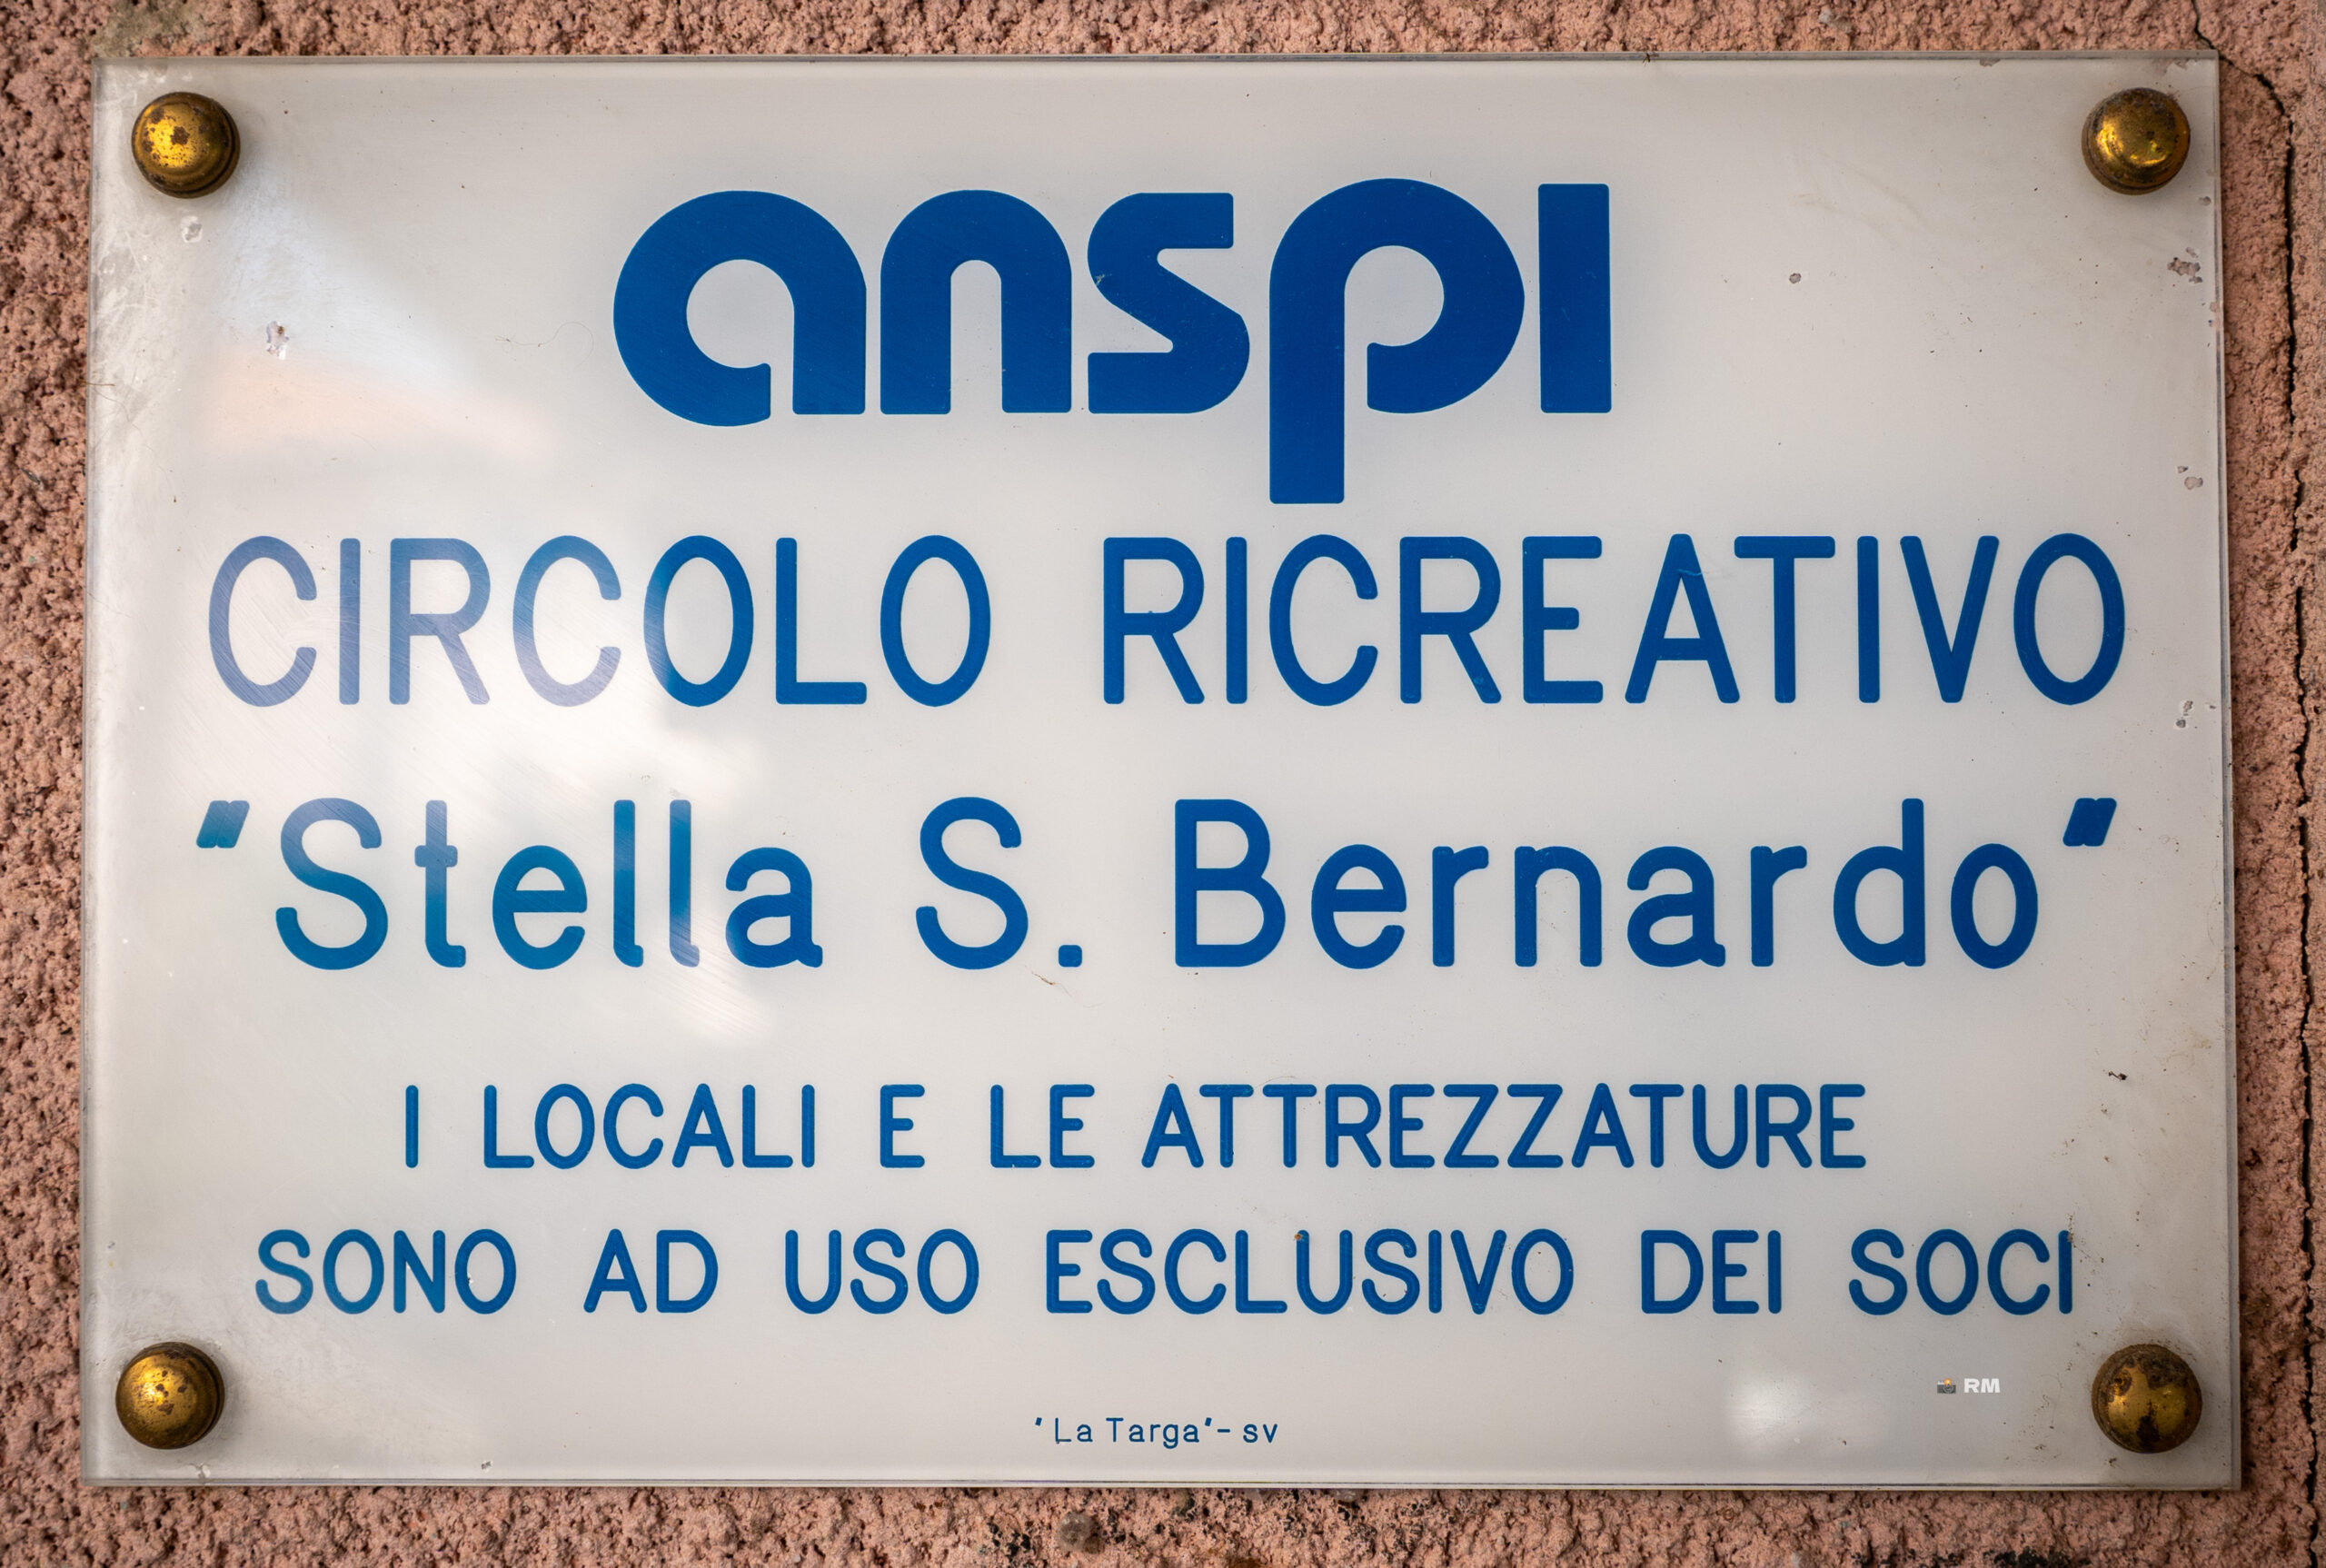 anspi
CIRCOLO RICREATIVO
"Stella S. Bernardo"
I LOCALI E LE ATTREZZATURE
SONO AD USO ESCLUSIVO DEI SOCI
RM
"La Targa"- sv